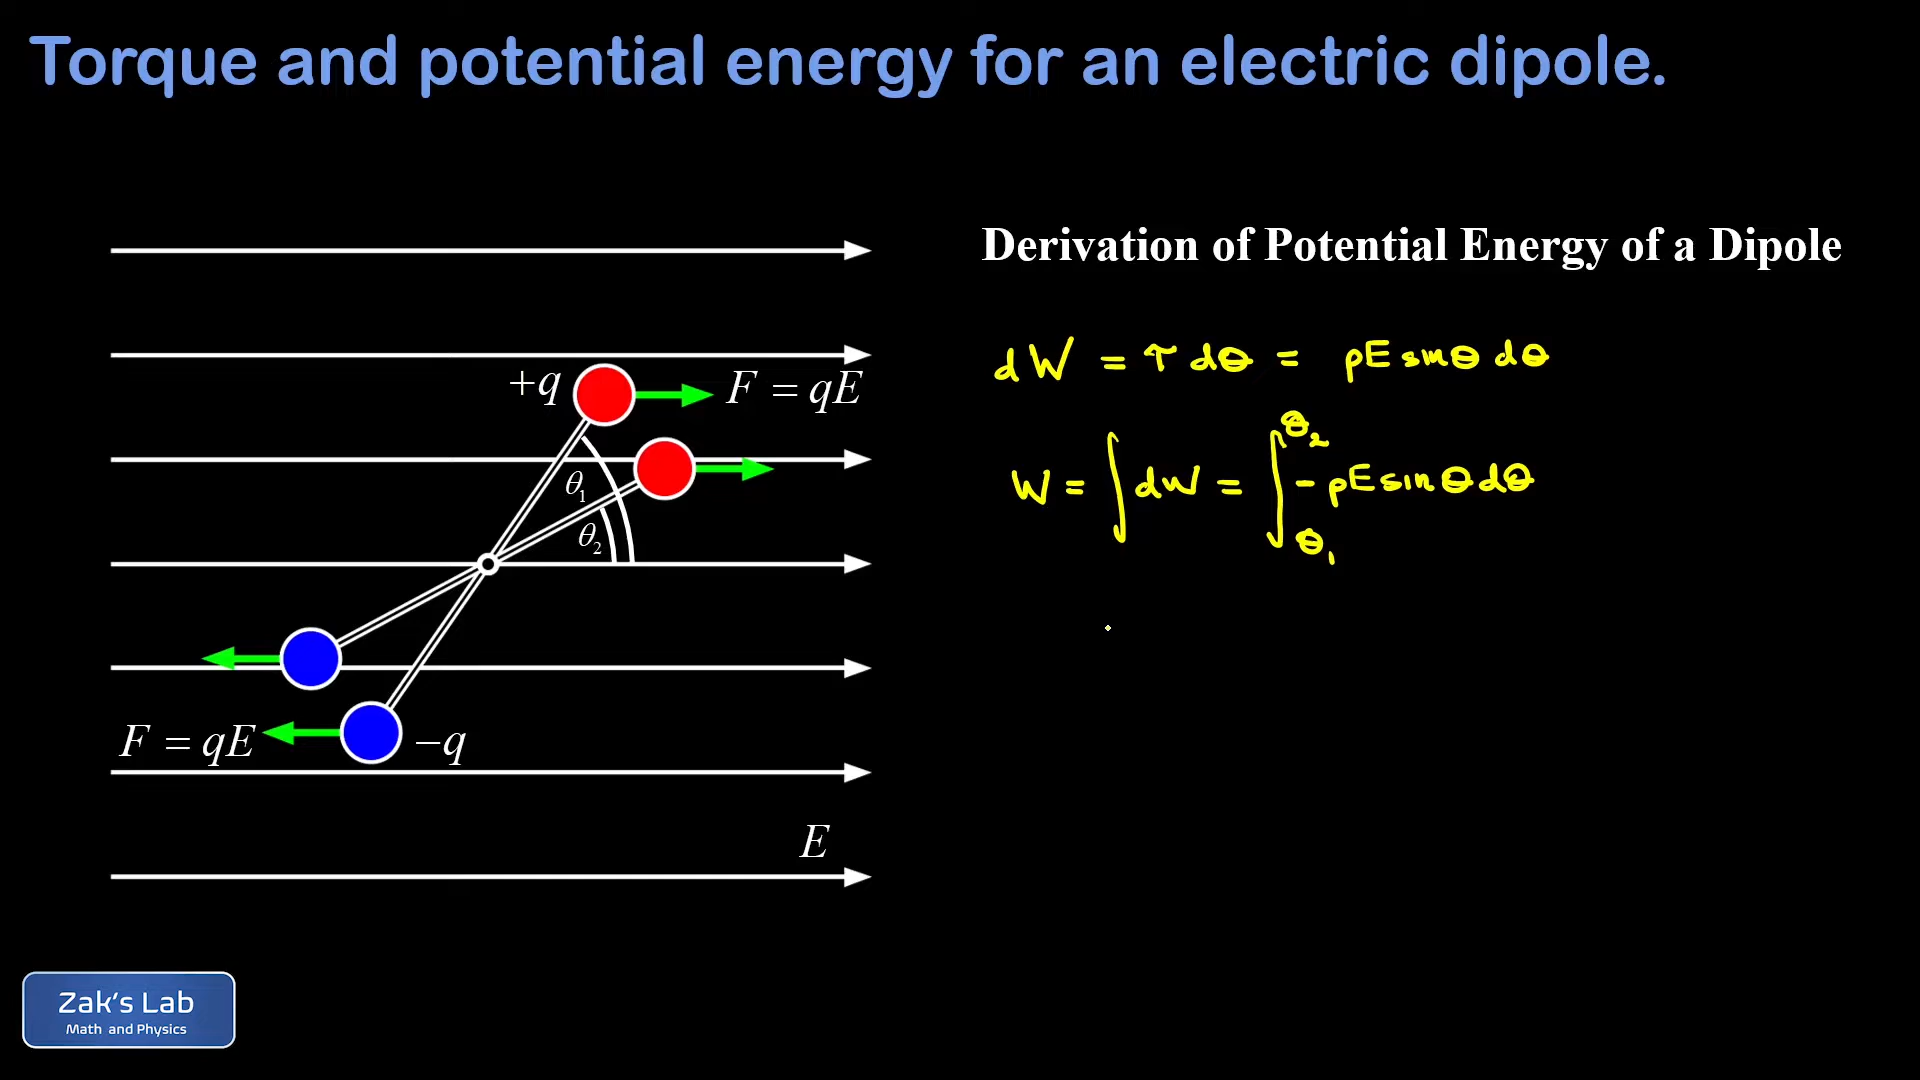 Torque and potential energy for an electric dipole.
Derivation of Potential Energy of a Dipole
dW = τ dθ = pE sinθ dθ
W = ∫ dW = ∫_{θ₁}^{θ₂} -pE sinθ dθ
+q
F = qE
θ₁
θ₂
F = qE
−q
E
Zak's Lab
Math and Physics